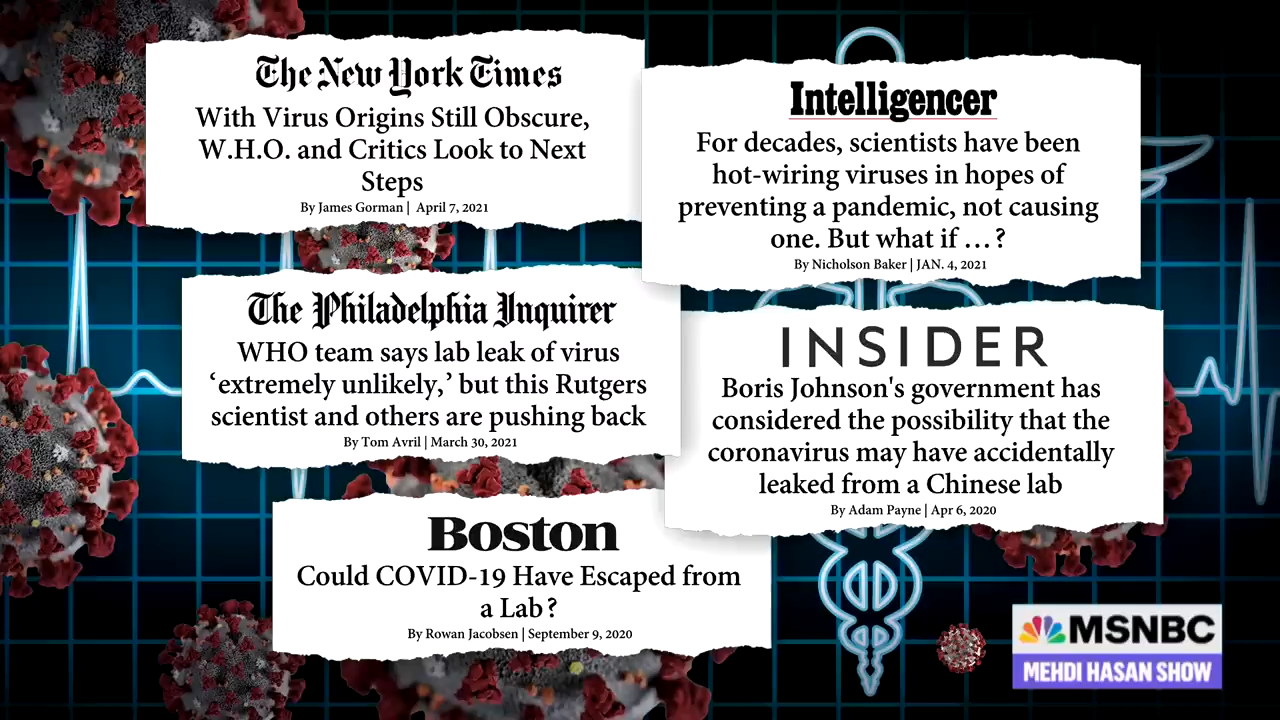 The New York Times
With Virus Origins Still Obscure,
W.H.O. and Critics Look to Next
Steps
By James Gorman | April 7, 2021
Intelligencer
For decades, scientists have been
hot-wiring viruses in hopes of
preventing a pandemic, not causing
one. But what if …?
By Nicholson Baker | JAN. 4, 2021
The Philadelphia Inquirer
WHO team says lab leak of virus
‘extremely unlikely,’ but this Rutgers
scientist and others are pushing back
By Tom Avril | March 30, 2021
INSIDER
Boris Johnson's government has
considered the possibility that the
coronavirus may have accidentally
leaked from a Chinese lab
By Adam Payne | Apr 6, 2020
Boston
Could COVID-19 Have Escaped from
a Lab?
By Rowan Jacobsen | September 9, 2020
MSNBC
MEHDI HASAN SHOW